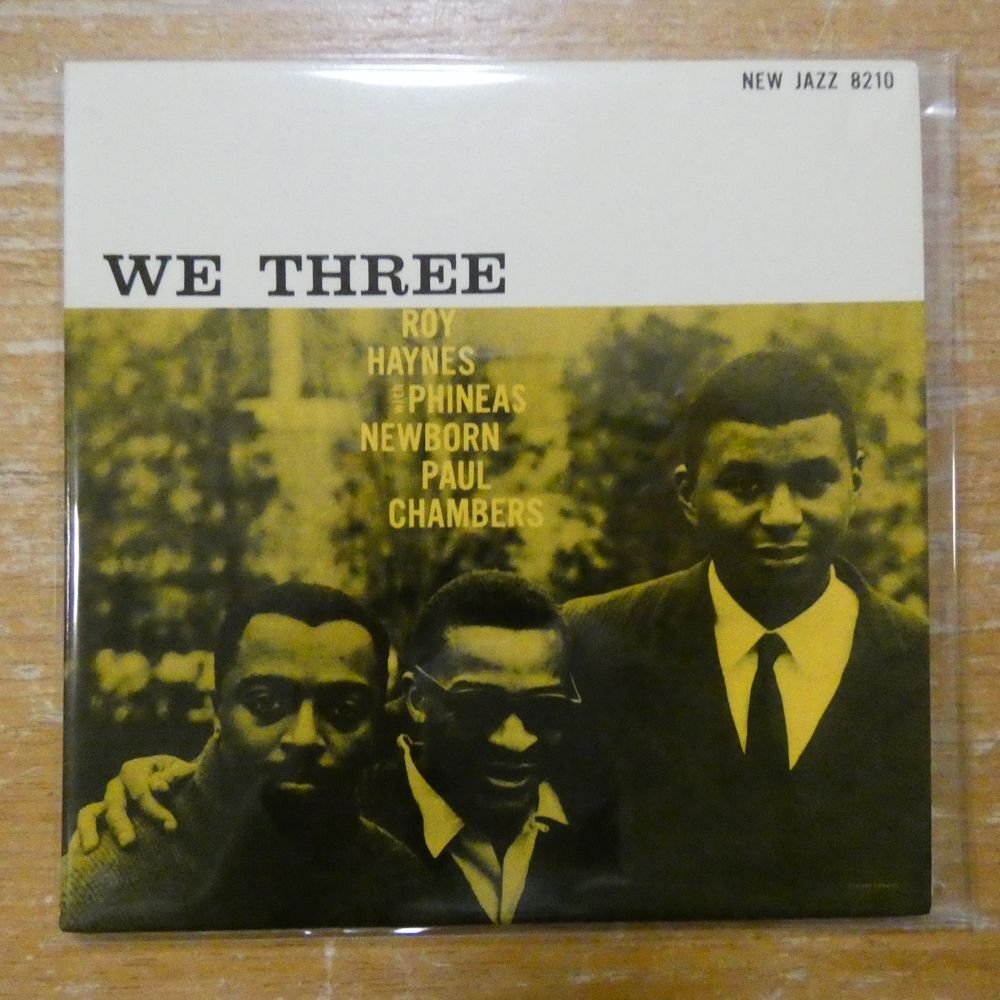 NEW JAZZ 8210
WE THREE
ROY
HAYNES
with PHINEAS
NEWBORN
PAUL
CHAMBERS